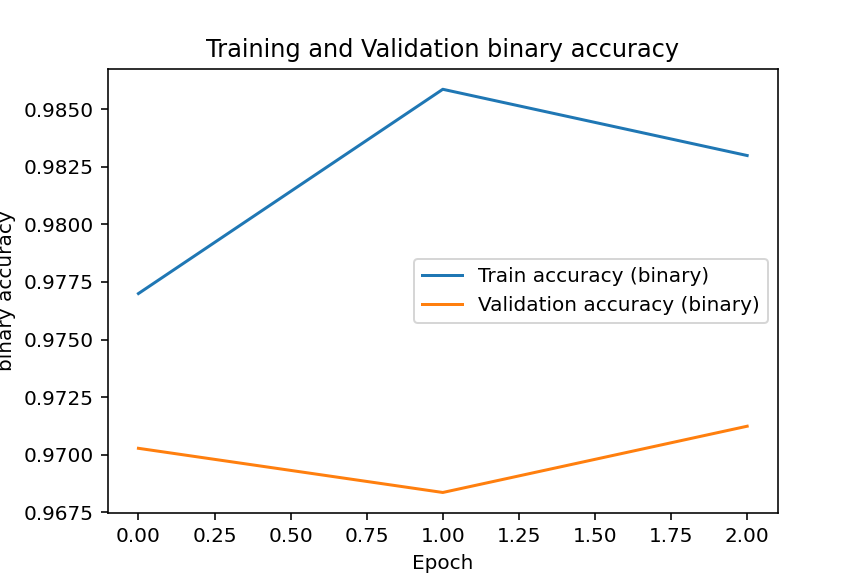 Training and Validation binary accuracy
binary accuracy
0.9850
0.9825
0.9800
0.9775
0.9750
0.9725
0.9700
0.9675
Train accuracy (binary)
Validation accuracy (binary)
0.00 0.25 0.50 0.75 1.00 1.25 1.50 1.75 2.00
Epoch